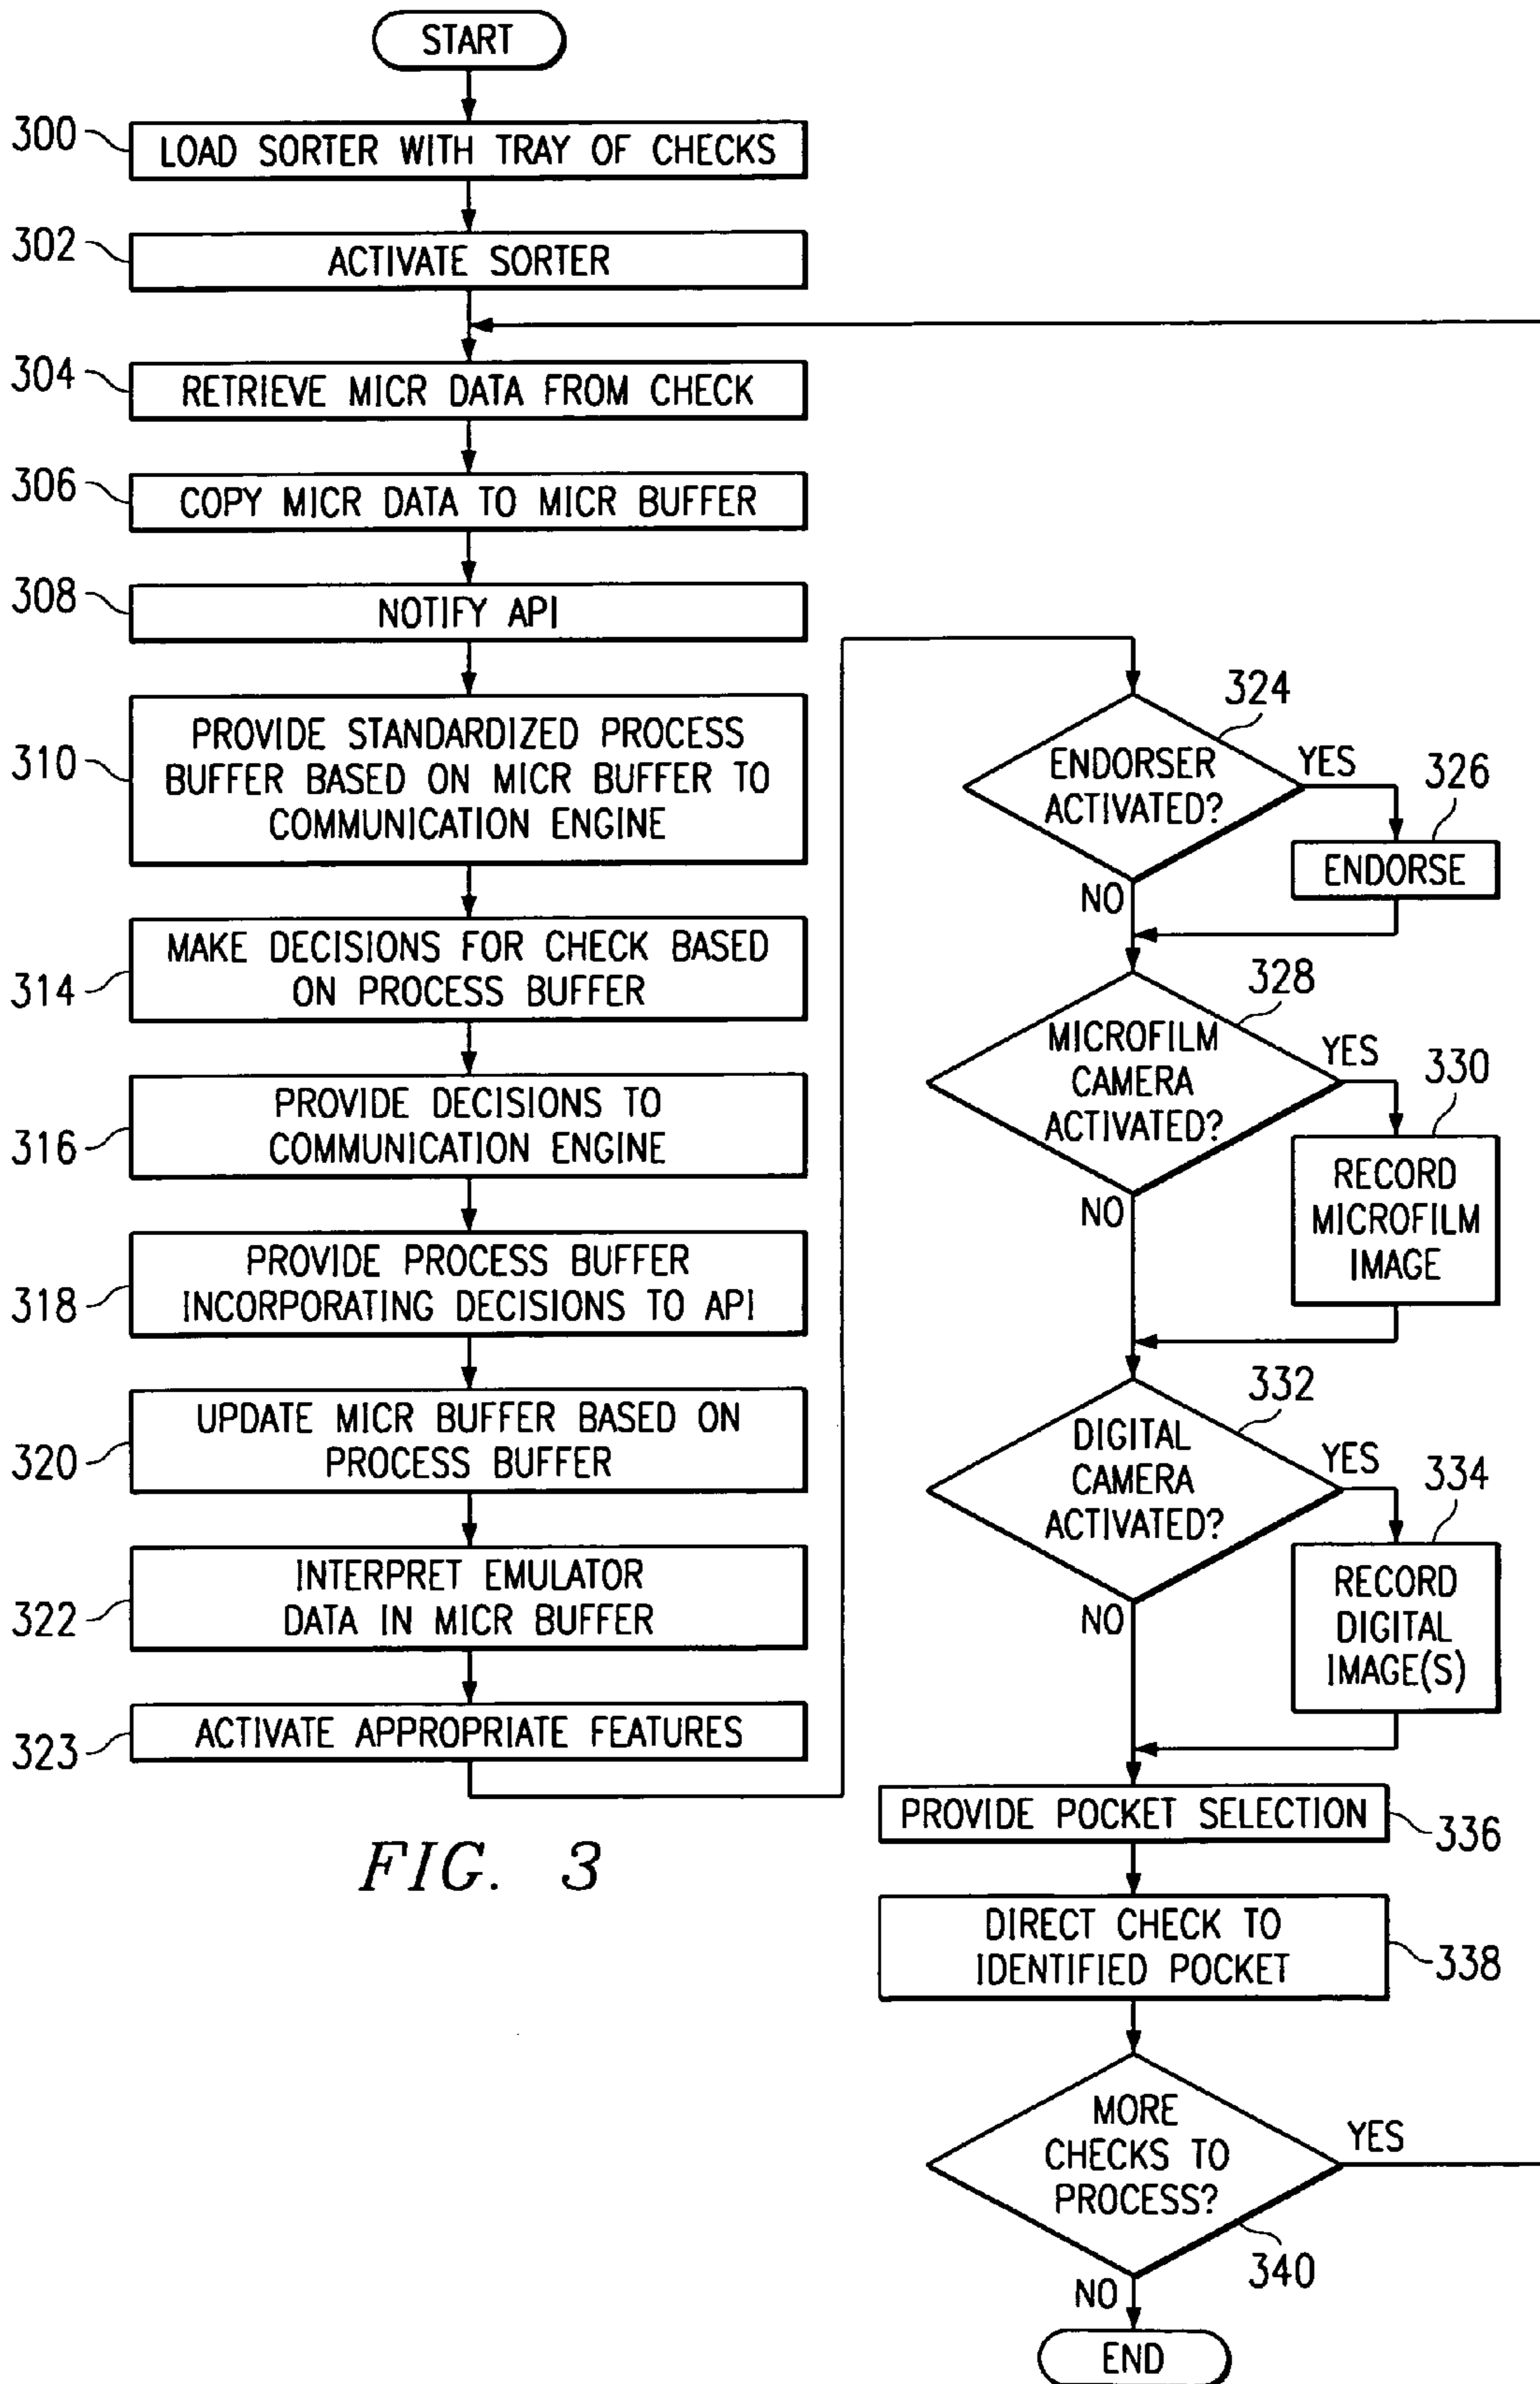 START
300
LOAD SORTER WITH TRAY OF CHECKS
302
ACTIVATE SORTER
304
RETRIEVE MICR DATA FROM CHECK
306
COPY MICR DATA TO MICR BUFFER
308
NOTIFY API
310
PROVIDE STANDARDIZED PROCESS
BUFFER BASED ON MICR BUFFER TO
COMMUNICATION ENGINE
314
MAKE DECISIONS FOR CHECK BASED
ON PROCESS BUFFER
316
PROVIDE DECISIONS TO
COMMUNICATION ENGINE
318
PROVIDE PROCESS BUFFER
INCORPORATING DECISIONS TO API
320
UPDATE MICR BUFFER BASED ON
PROCESS BUFFER
322
INTERPRET EMULATOR
DATA IN MICR BUFFER
323
ACTIVATE APPROPRIATE FEATURES
324
ENDORSER
ACTIVATED?
YES
326
ENDORSE
NO
328
MICROFILM
CAMERA
ACTIVATED?
YES
330
RECORD
MICROFILM
IMAGE
NO
332
DIGITAL
CAMERA
ACTIVATED?
YES
334
RECORD
DIGITAL
IMAGE(S)
NO
PROVIDE POCKET SELECTION
336
DIRECT CHECK TO
IDENTIFIED POCKET
338
MORE
CHECKS TO
PROCESS?
YES
340
NO
END
FIG. 3